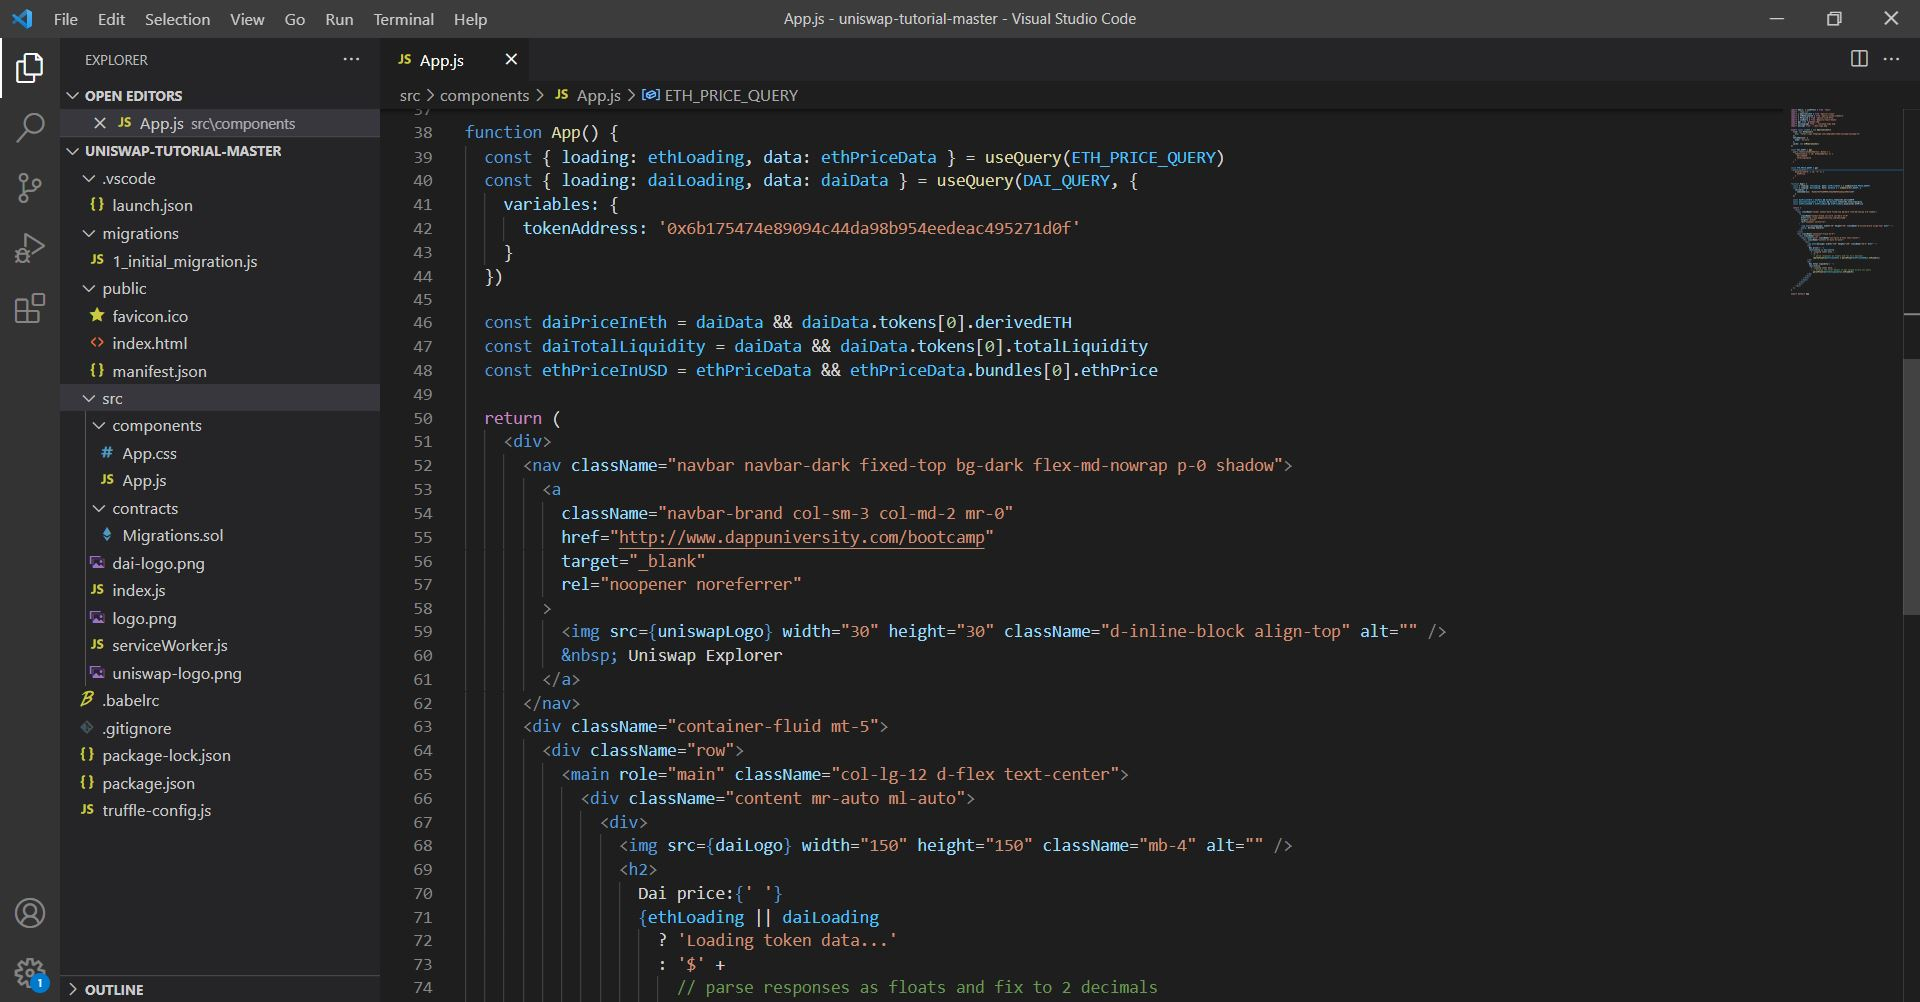 File Edit Selection View Go Run Terminal Help
App.js - uniswap-tutorial-master - Visual Studio Code
EXPLORER
OPEN EDITORS
JS App.js src\components
UNISWAP-TUTORIAL-MASTER
.vscode
{} launch.json
migrations
JS 1_initial_migration.js
public
favicon.ico
<> index.html
{} manifest.json
src
components
# App.css
JS App.js
contracts
Migrations.sol
dai-logo.png
JS index.js
logo.png
JS serviceWorker.js
uniswap-logo.png
.babelrc
.gitignore
{} package-lock.json
{} package.json
JS truffle-config.js
OUTLINE
1
JS App.js
src > components > JS App.js > ETH_PRICE_QUERY
37
38 function App() {
39 const { loading: ethLoading, data: ethPriceData } = useQuery(ETH_PRICE_QUERY)
40 const { loading: daiLoading, data: daiData } = useQuery(DAI_QUERY, {
41 variables: {
42 tokenAddress: '0x6b175474e89094c44da98b954eedeac495271d0f'
43 }
44 })
45
46 const daiPriceInEth = daiData && daiData.tokens[0].derivedETH
47 const daiTotalLiquidity = daiData && daiData.tokens[0].totalLiquidity
48 const ethPriceInUSD = ethPriceData && ethPriceData.bundles[0].ethPrice
49
50 return (
51 <div>
52 <nav className="navbar navbar-dark fixed-top bg-dark flex-md-nowrap p-0 shadow">
53 <a
54 className="navbar-brand col-sm-3 col-md-2 mr-0"
55 href="http://www.dappuniversity.com/bootcamp"
56 target="_blank"
57 rel="noopener noreferrer"
58 >
59 <img src={uniswapLogo} width="30" height="30" className="d-inline-block align-top" alt="" />
60 &nbsp; Uniswap Explorer
61 </a>
62 </nav>
63 <div className="container-fluid mt-5">
64 <div className="row">
65 <main role="main" className="col-lg-12 d-flex text-center">
66 <div className="content mr-auto ml-auto">
67 <div>
68 <img src={daiLogo} width="150" height="150" className="mb-4" alt="" />
69 <h2>
70 Dai price:{' '}
71 {ethLoading || daiLoading
72 ? 'Loading token data...'
73 : '$' +
74 // parse responses as floats and fix to 2 decimals